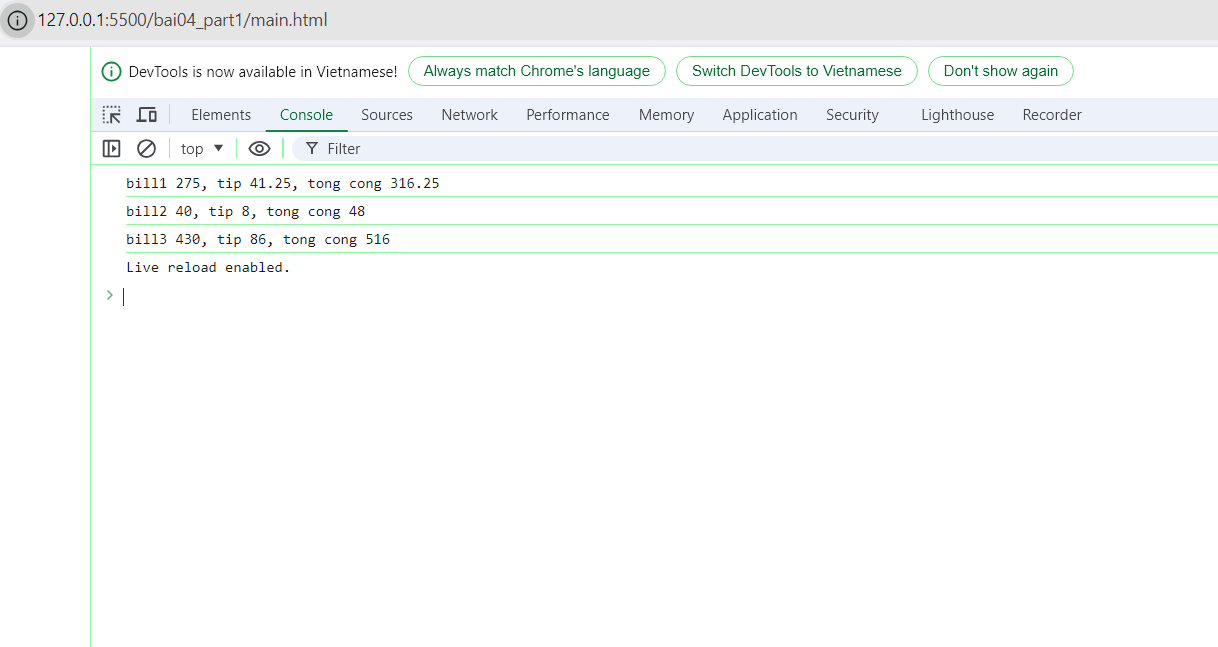 127.0.0.1:5500/bai04_part1/main.html
DevTools is now available in Vietnamese! Always match Chrome's language Switch DevTools to Vietnamese Don't show again
Elements Console Sources Network Performance Memory Application Security Lighthouse Recorder
top Filter
bill1 275, tip 41.25, tong cong 316.25
bill2 40, tip 8, tong cong 48
bill3 430, tip 86, tong cong 516
Live reload enabled.